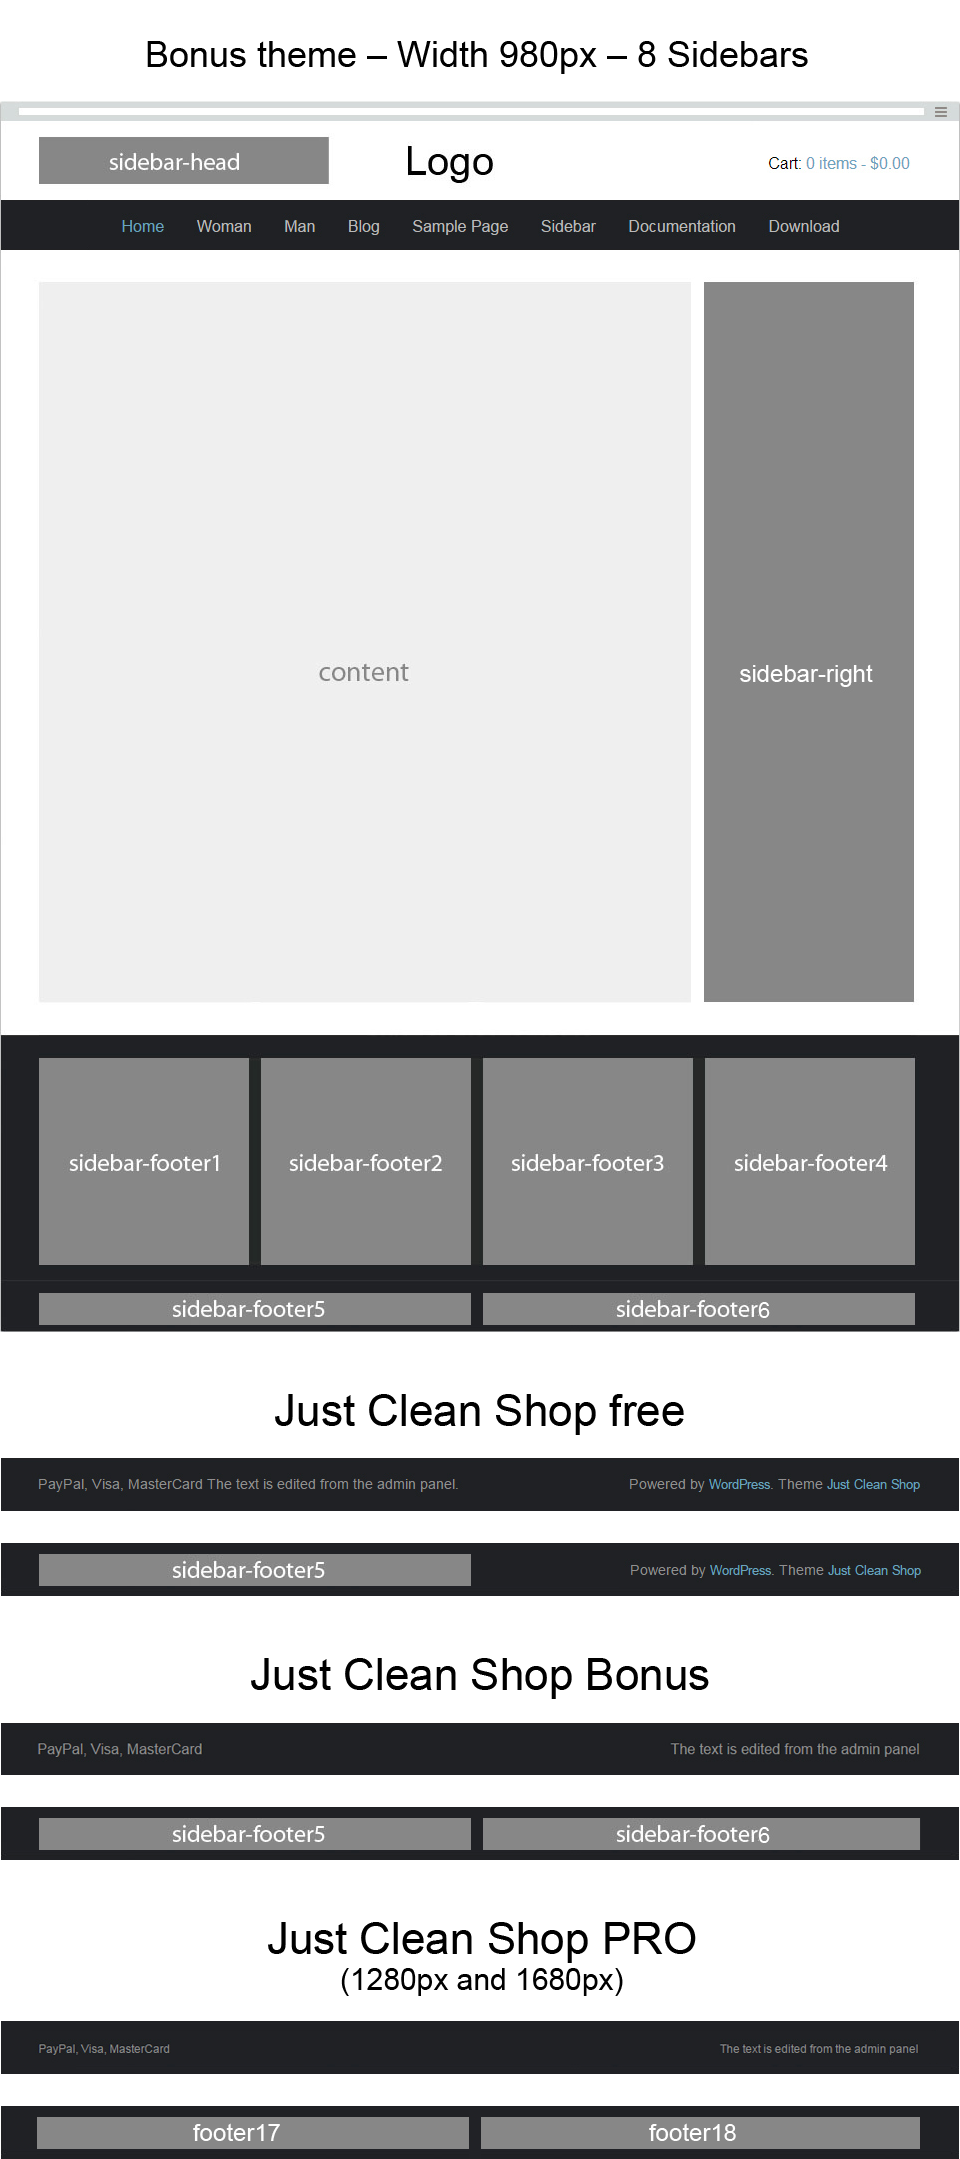 Bonus theme – Width 980px – 8 Sidebars
sidebar-head Logo Cart: 0 items - $0.00
Home Woman Man Blog Sample Page Sidebar Documentation Download
content sidebar-right
sidebar-footer1 sidebar-footer2 sidebar-footer3 sidebar-footer4
sidebar-footer5 sidebar-footer6
Just Clean Shop free
PayPal, Visa, MasterCard The text is edited from the admin panel. Powered by WordPress. Theme Just Clean Shop
sidebar-footer5 Powered by WordPress. Theme Just Clean Shop
Just Clean Shop Bonus
PayPal, Visa, MasterCard The text is edited from the admin panel
sidebar-footer5 sidebar-footer6
Just Clean Shop PRO
(1280px and 1680px)
PayPal, Visa, MasterCard The text is edited from the admin panel
footer17 footer18